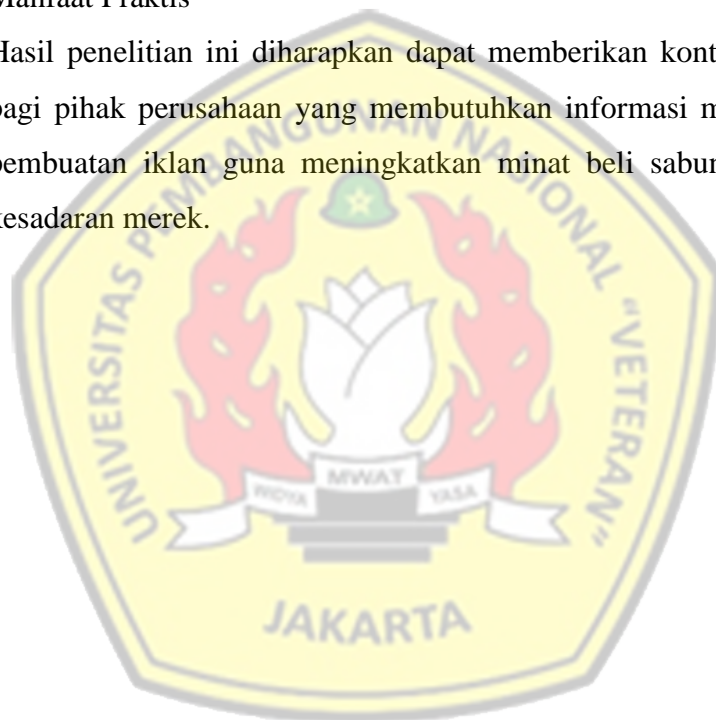 Manfaat Praktis
Hasil penelitian ini diharapkan dapat memberikan kont
bagi pihak perusahaan yang membutuhkan informasi m
pembuatan iklan guna meningkatkan minat beli sabun
kesadaran merek.
UNIVERSITAS PEMBANGUNAN NASIONAL "VETERAN"
WIDYA MWAT YASA
JAKARTA